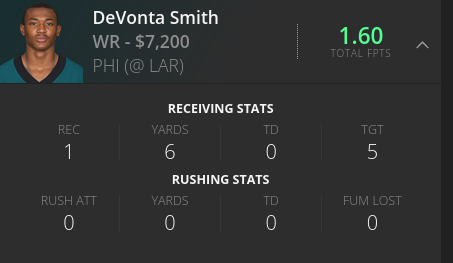 DeVonta Smith
WR - $7,200
PHI (@ LAR)
1.60
TOTAL FPTS
RECEIVING STATS
REC YARDS TD TGT
1 6 0 5
RUSHING STATS
RUSH ATT YARDS TD FUM LOST
0 0 0 0